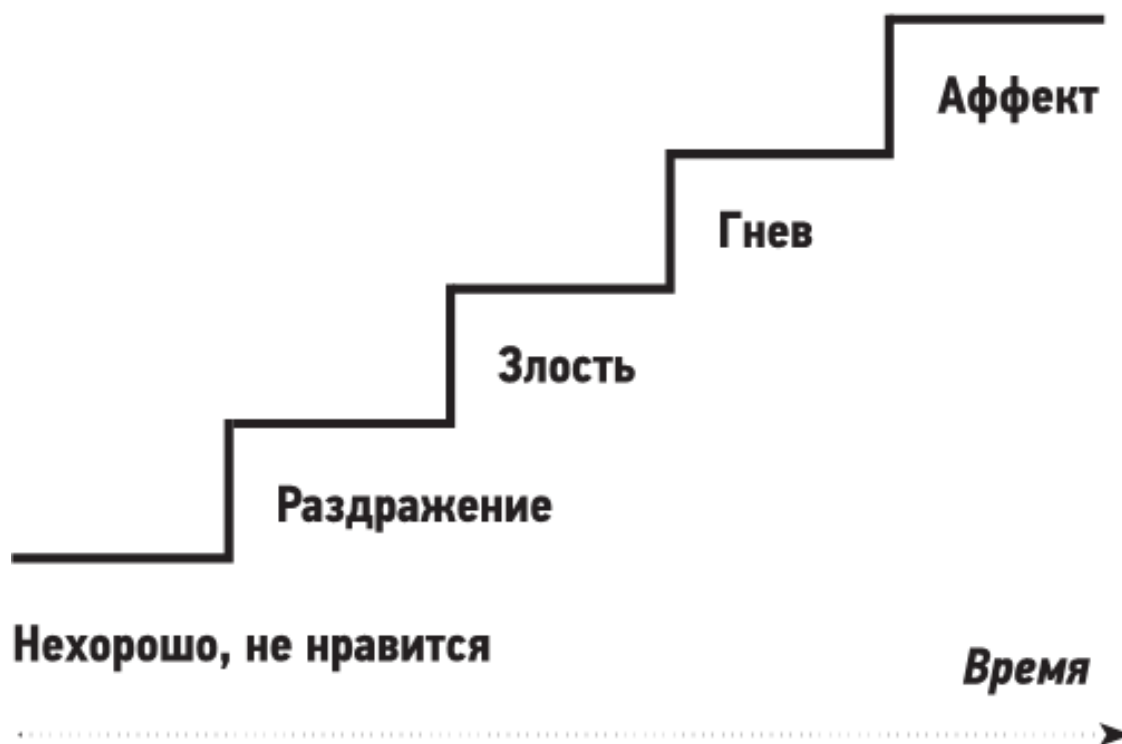 Аффект
Гнев
Злость
Раздражение
Нехорошо, не нравится
Время